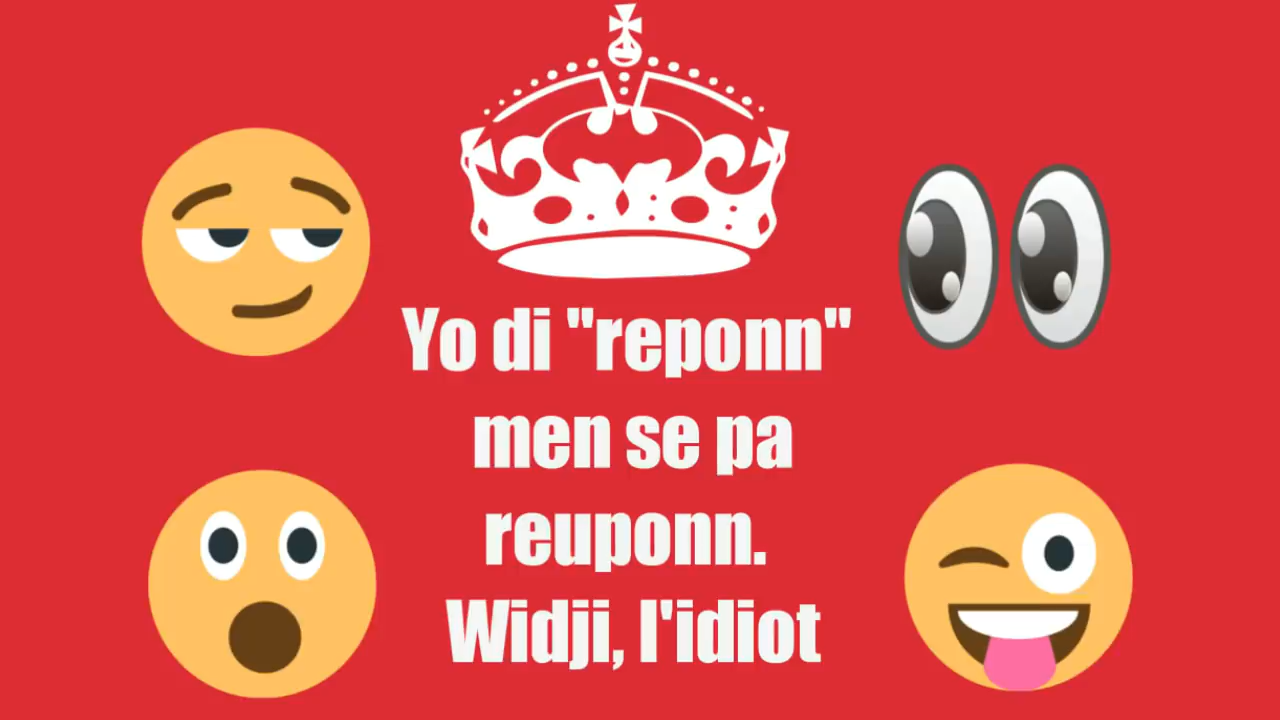 Yo di "reponn"
men se pa
reuponn.
Widji, l'idiot